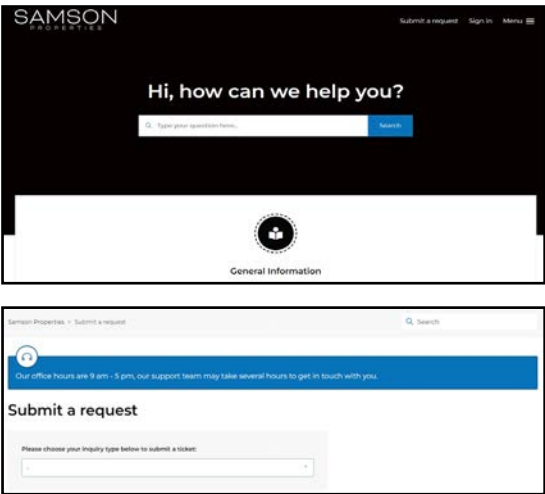 SAMSON
PROPERTIES
Submit a request Sign in Menu
Hi, how can we help you?
Type your question here...
Search
General Information
Samson Properties > Submit a request
Search
Our office hours are 9 am - 5 pm, our support team may take several hours to get in touch with you.
Submit a request
Please choose your inquiry type below to submit a ticket:
-